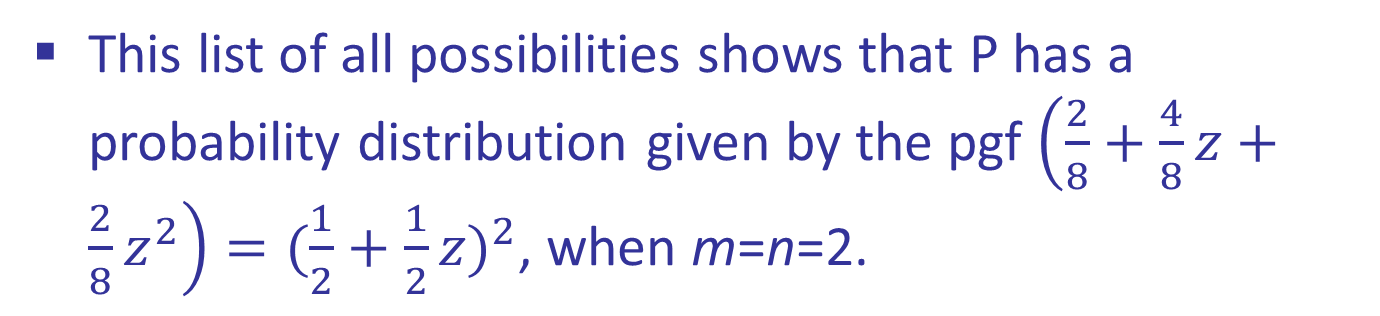 ▪ This list of all possibilities shows that P has a
probability distribution given by the pgf (2/8 + 4/8 z +
2/8 z²) = (1/2 + 1/2 z)², when m=n=2.